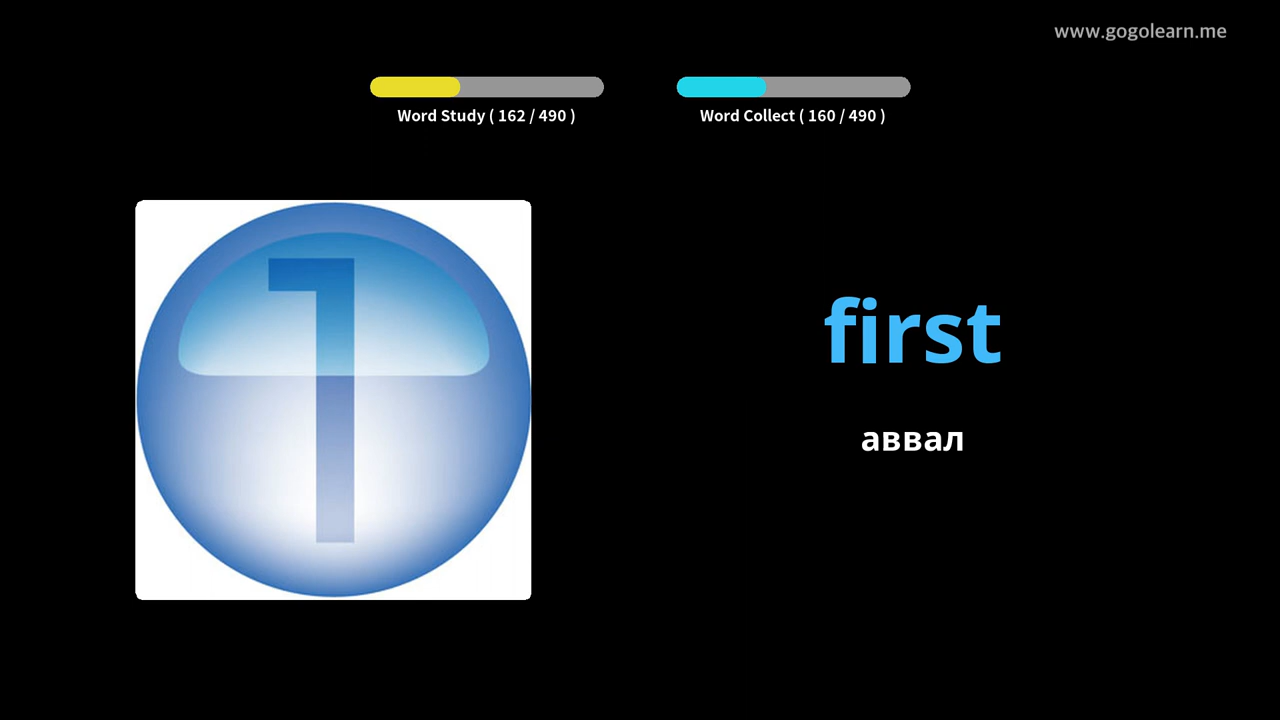 www.gogolearn.me
Word Study ( 162 / 490 )
Word Collect ( 160 / 490 )
1
first
аввал